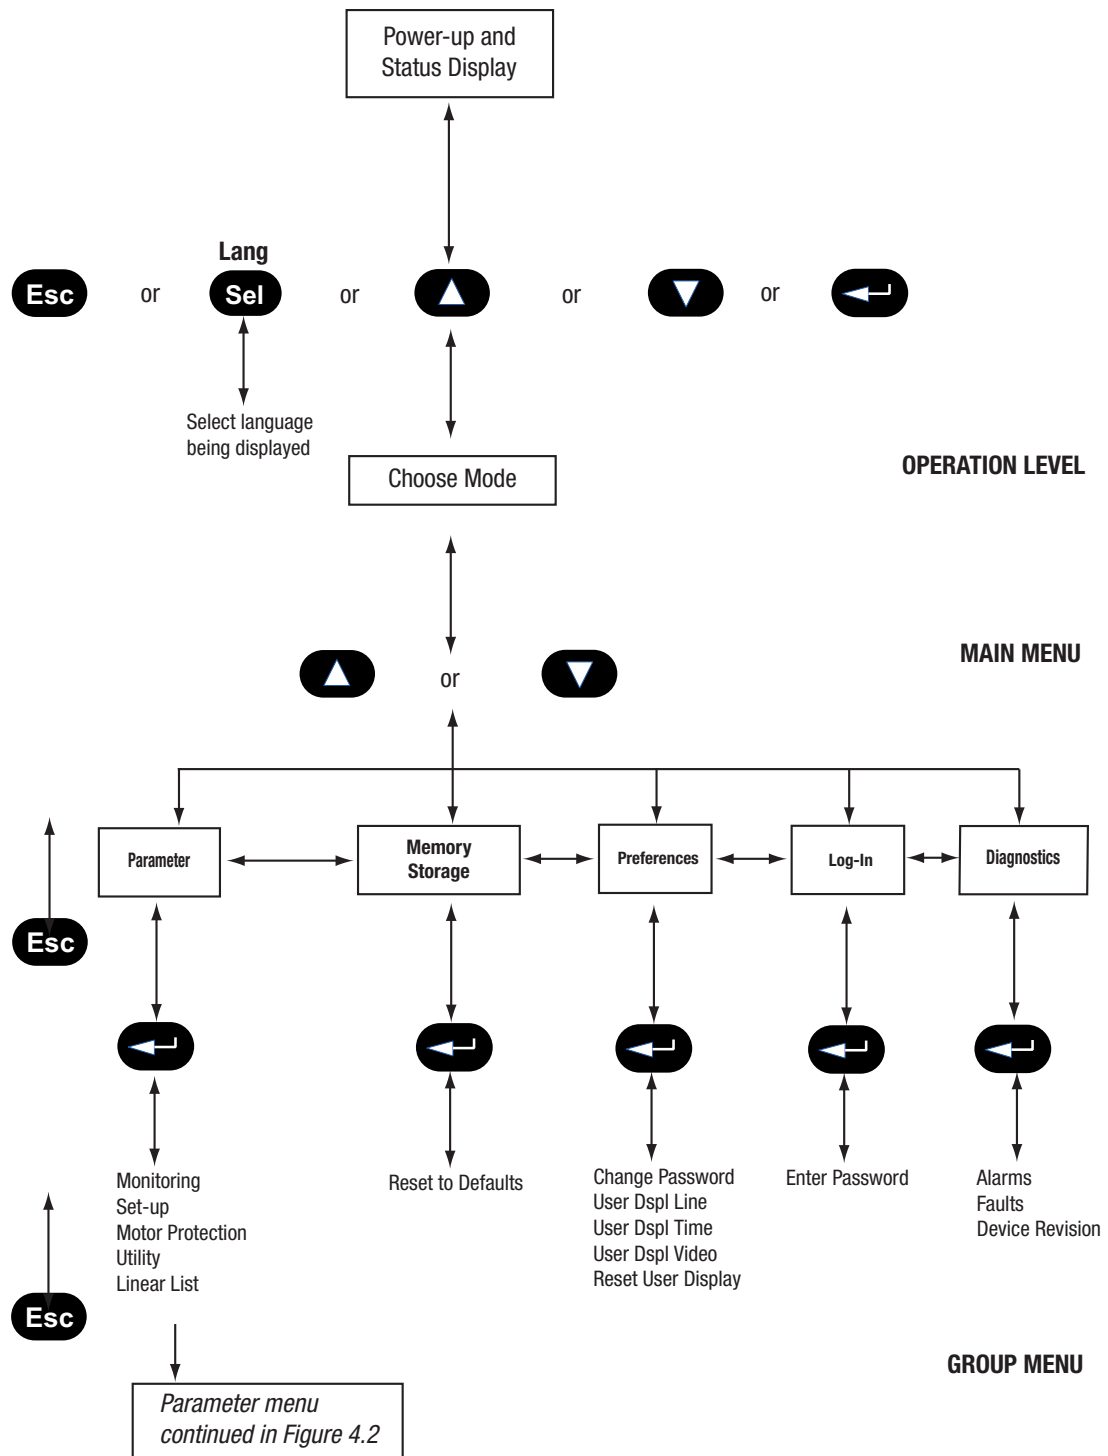 Power-up and
Status Display
Lang
Esc or Sel or or or
Select language
being displayed
OPERATION LEVEL
Choose Mode
MAIN MENU
or
Parameter
Memory
Storage
Preferences
Log-In
Diagnostics
Esc
Monitoring
Set-up
Motor Protection
Utility
Linear List
Reset to Defaults
Change Password
User Dspl Line
User Dspl Time
User Dspl Video
Reset User Display
Enter Password
Alarms
Faults
Device Revision
Esc
GROUP MENU
Parameter menu
continued in Figure 4.2